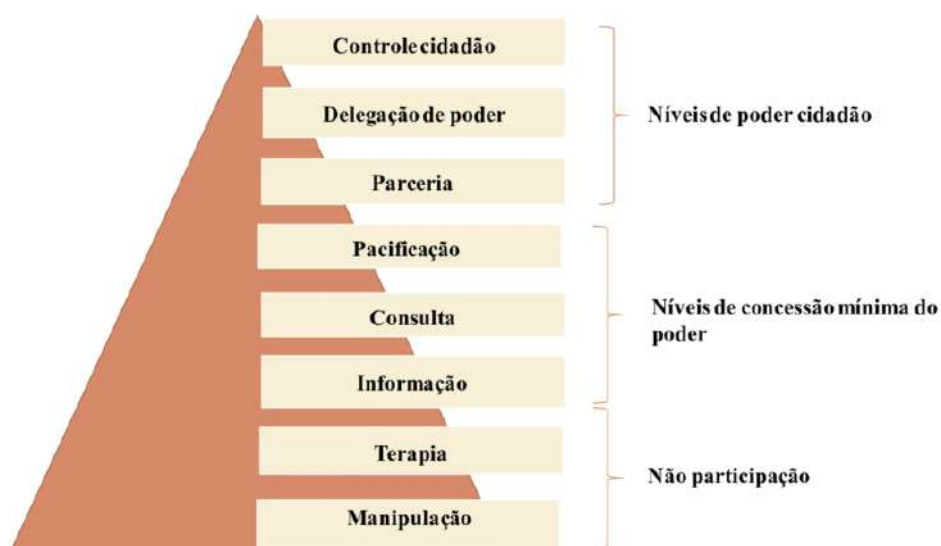 Controle cidadão
Delegação de poder
Parceria
Pacificação
Consulta
Informação
Terapia
Manipulação
Níveis de poder cidadão
Níveis de concessão mínima do
poder
Não participação